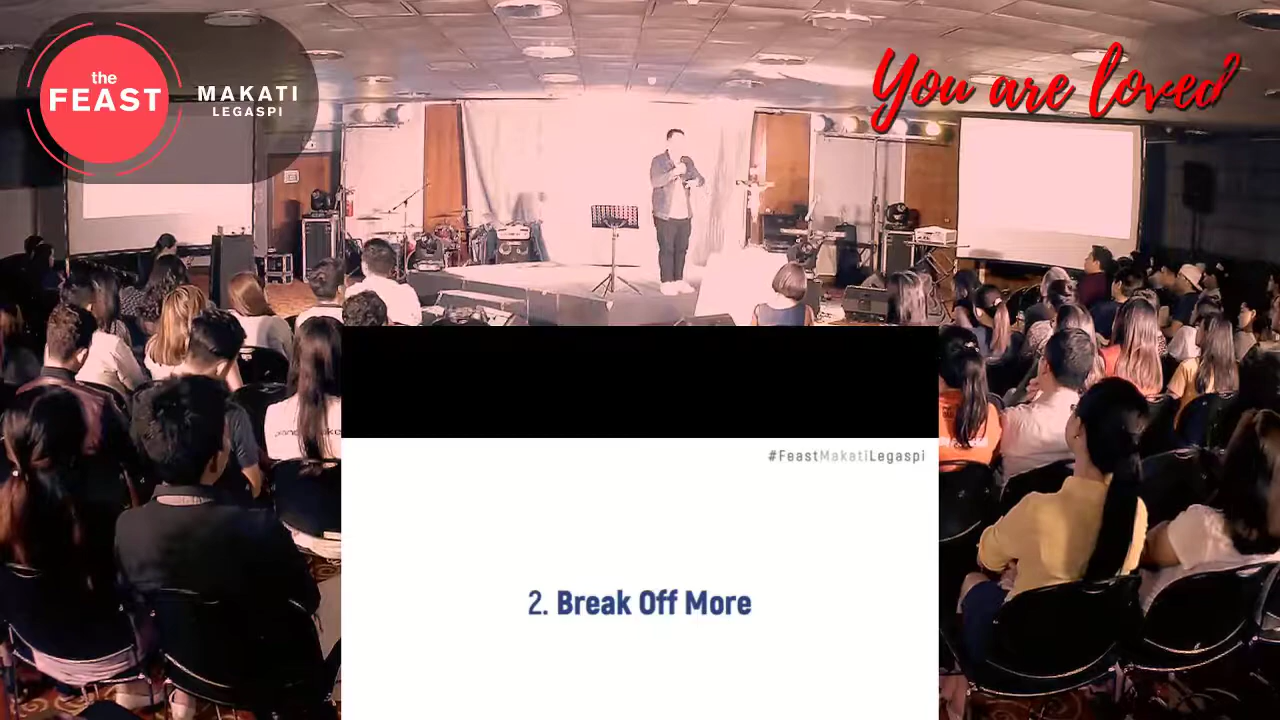 the
FEAST
MAKATI
LEGASPI
You are loved
#FeastMakatiLegaspi
2. Break Off More